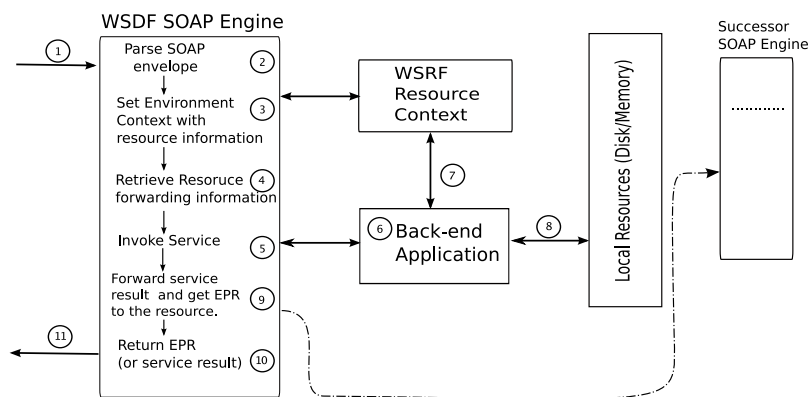 WSDF SOAP Engine
1
Parse SOAP
envelope
2
Set Environment
Context with
resource information
3
Retrieve Resoruce
forwarding information
4
Invoke Service
5
Forward service
result and get EPR
to the resource.
9
Return EPR
(or service result)
10
11
WSRF
Resource
Context
7
6
Back-end
Application
8
Local Resources (Disk/Memory)
Successor
SOAP Engine